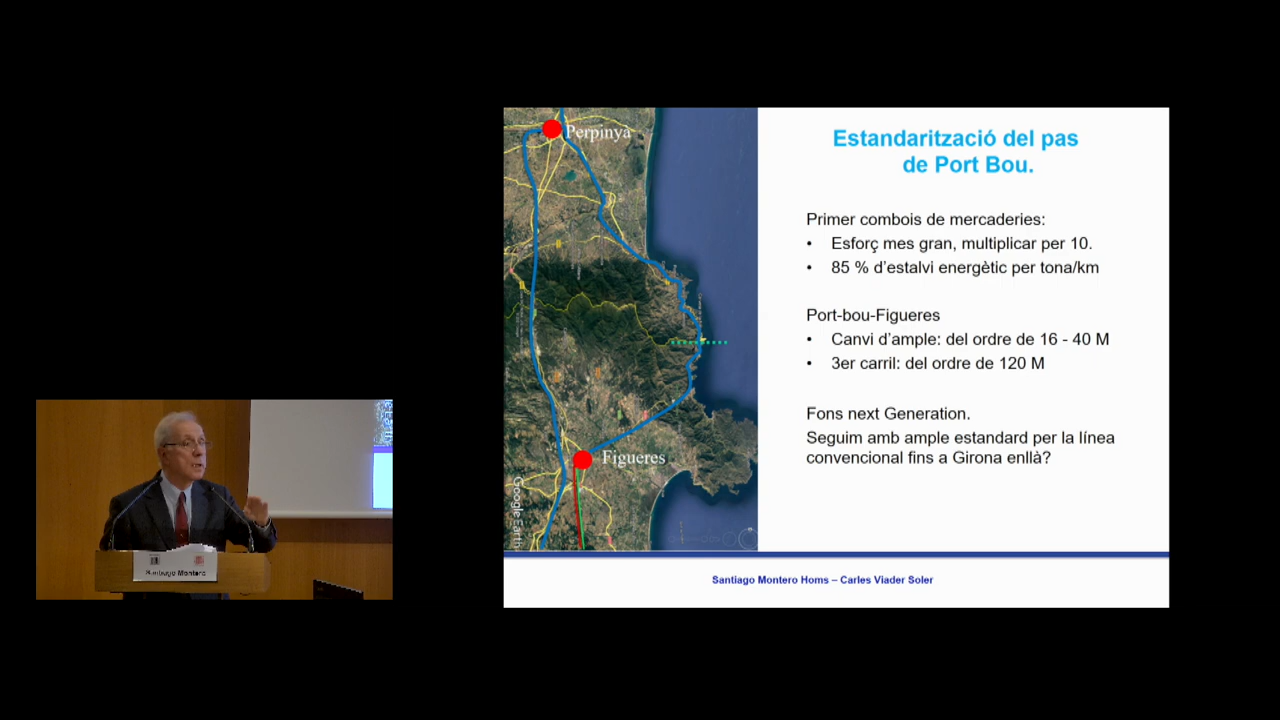 Perpinyà
Figueres
Google Earth
Estandarització del pas
de Port Bou.
Primer combois de mercaderies:
• Esforç mes gran, multiplicar per 10.
• 85 % d'estalvi energètic per tona/km
Port-bou-Figueres
• Canvi d'ample: del ordre de 16 - 40 M
• 3er carril: del ordre de 120 M
Fons next Generation.
Seguim amb ample estandard per la línea
convencional fins a Girona enllà?
Santiago Montero Homs – Carles Viader Soler
Santiago Montero